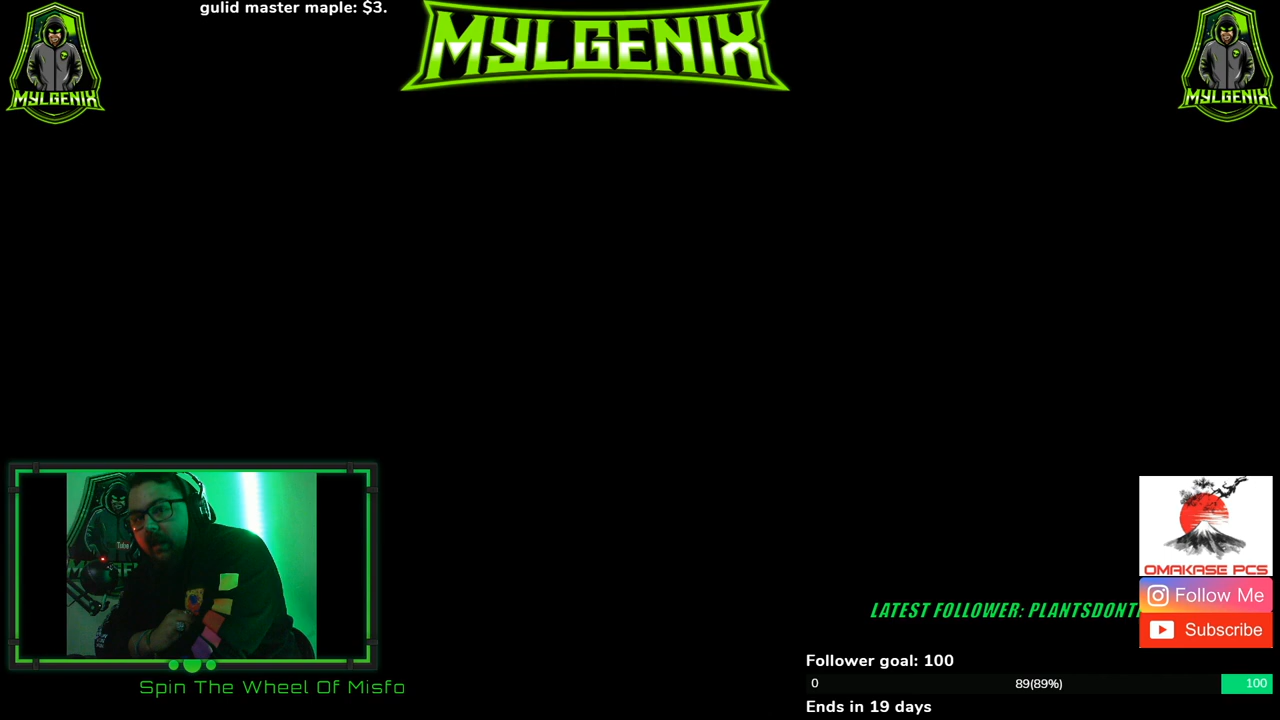 gulid master maple: $3.
MYLGENIX
MYLGENIX
MYLGENIX
Tube
OMAKASE PCS
Follow Me
LATEST FOLLOWER: PLANTSDONT
Subscribe
Follower goal: 100
0
89(89%)
100
Spin The Wheel Of Misfo
Ends in 19 days